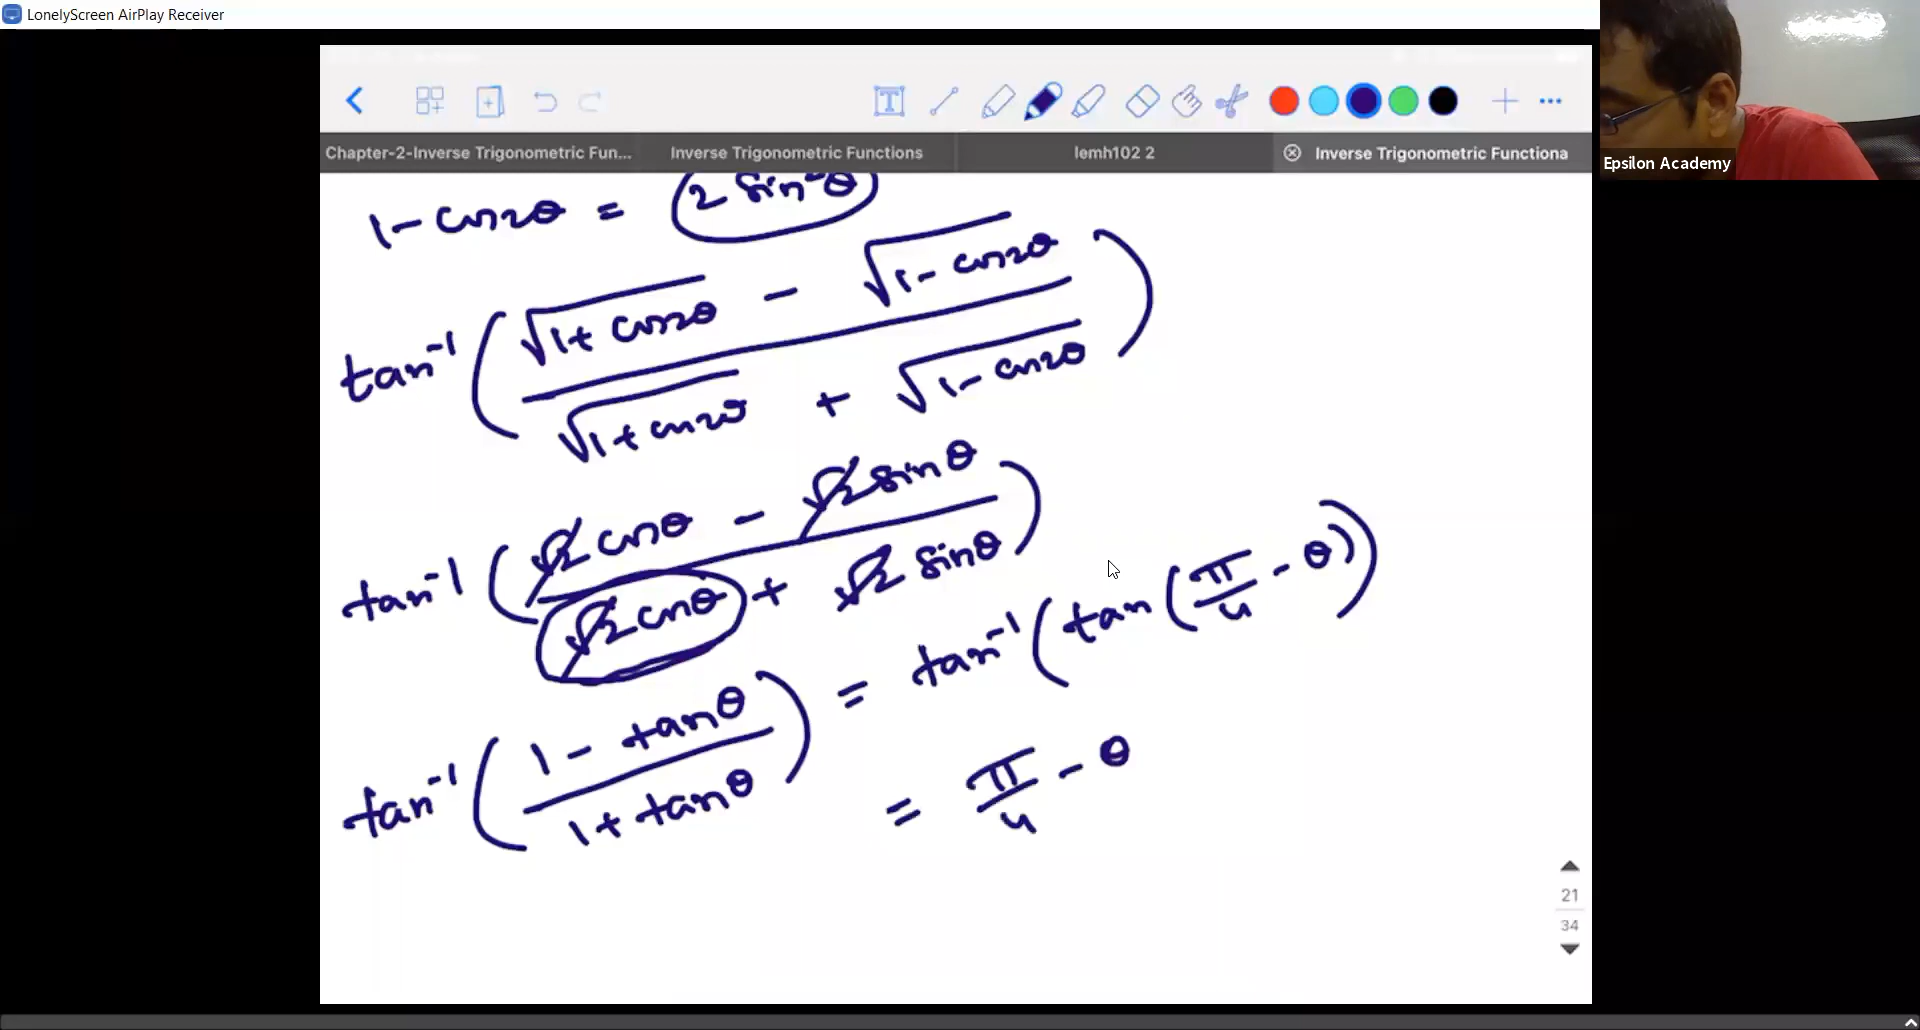 LonelyScreen AirPlay Receiver
Epsilon Academy
T
Chapter-2-Inverse Trigonometric Fun... Inverse Trigonometric Functions lemh102 2 Inverse Trigonometric Functiona
1 - cos2θ = 2 sin²θ
tan⁻¹ ( (√(1 + cos2θ) - √(1 - cos2θ)) / (√(1 + cos2θ) + √(1 - cos2θ)) )
tan⁻¹ ( (√2 cosθ - √2 sinθ) / (√2 cosθ + √2 sinθ) )
tan⁻¹ ( (1 - tanθ) / (1 + tanθ) ) = tan⁻¹ ( tan ( π/4 - θ ) )
= π/4 - θ
21
34